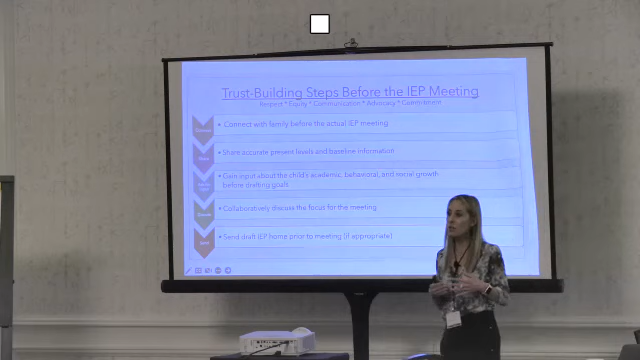 Trust-Building Steps Before the IEP Meeting
Respect * Equity * Communication * Advocacy * Commitment
• Connect with family before the actual IEP meeting
Share
• Share accurate present levels and baseline information
• Gain input about the child's academic, behavioral, and social growth
before drafting goals
• Collaboratively discuss the focus for the meeting
Send
• Send draft IEP home prior to meeting (if appropriate)